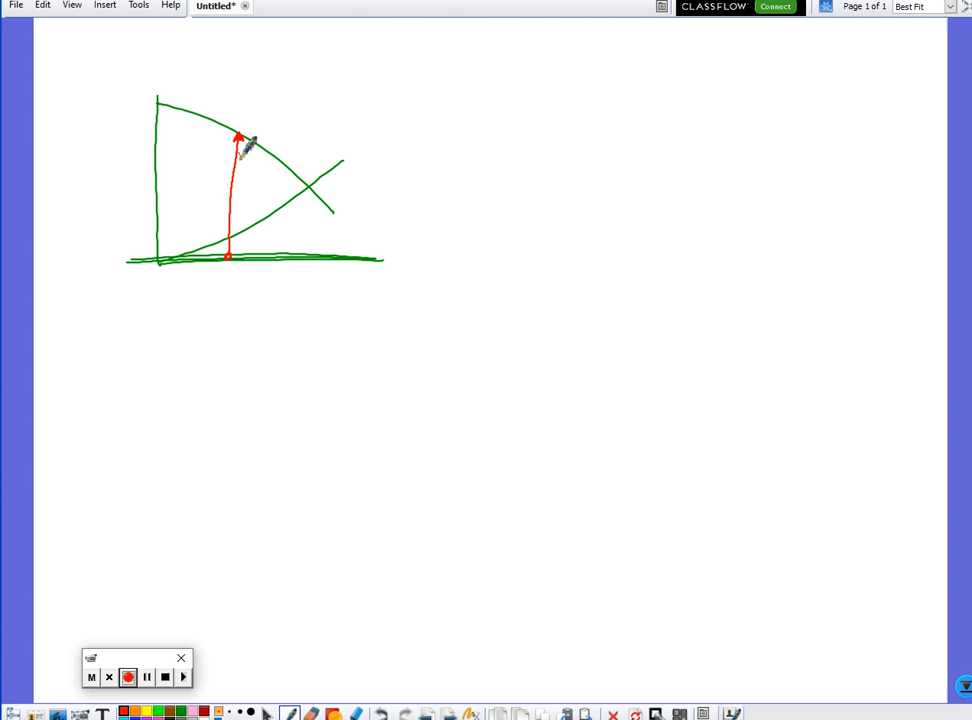 File Edit View Insert Tools Help
Untitled*
CLASSFLOW Connect
Page 1 of 1
Best Fit
M
T